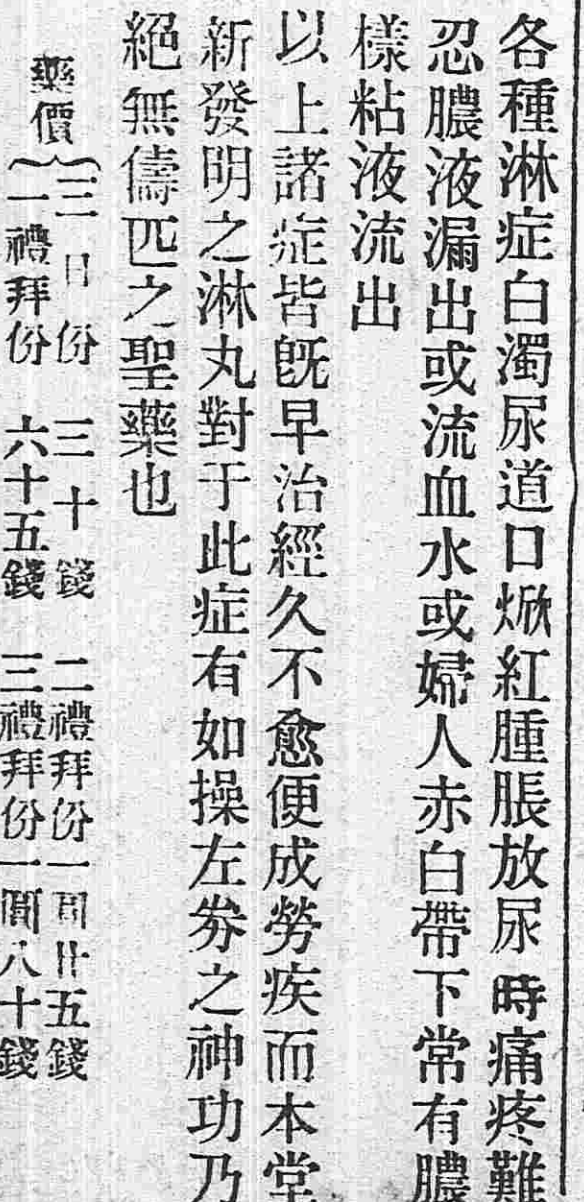 各種淋症白濁尿道口焮紅腫脹放尿時痛疼難
忍膿液漏出或流血水或婦人赤白帶下常有膿
樣粘液流出
以上諸症皆旣早治經久不愈便成勞疾而本堂
新發明之淋丸對于此症有如操左券之神功乃
絕無儔匹之聖藥也
藥價
三日份 三十錢 二禮拜份一圓廿五錢
一禮拜份 六十五錢 三禮拜份一圓八十錢